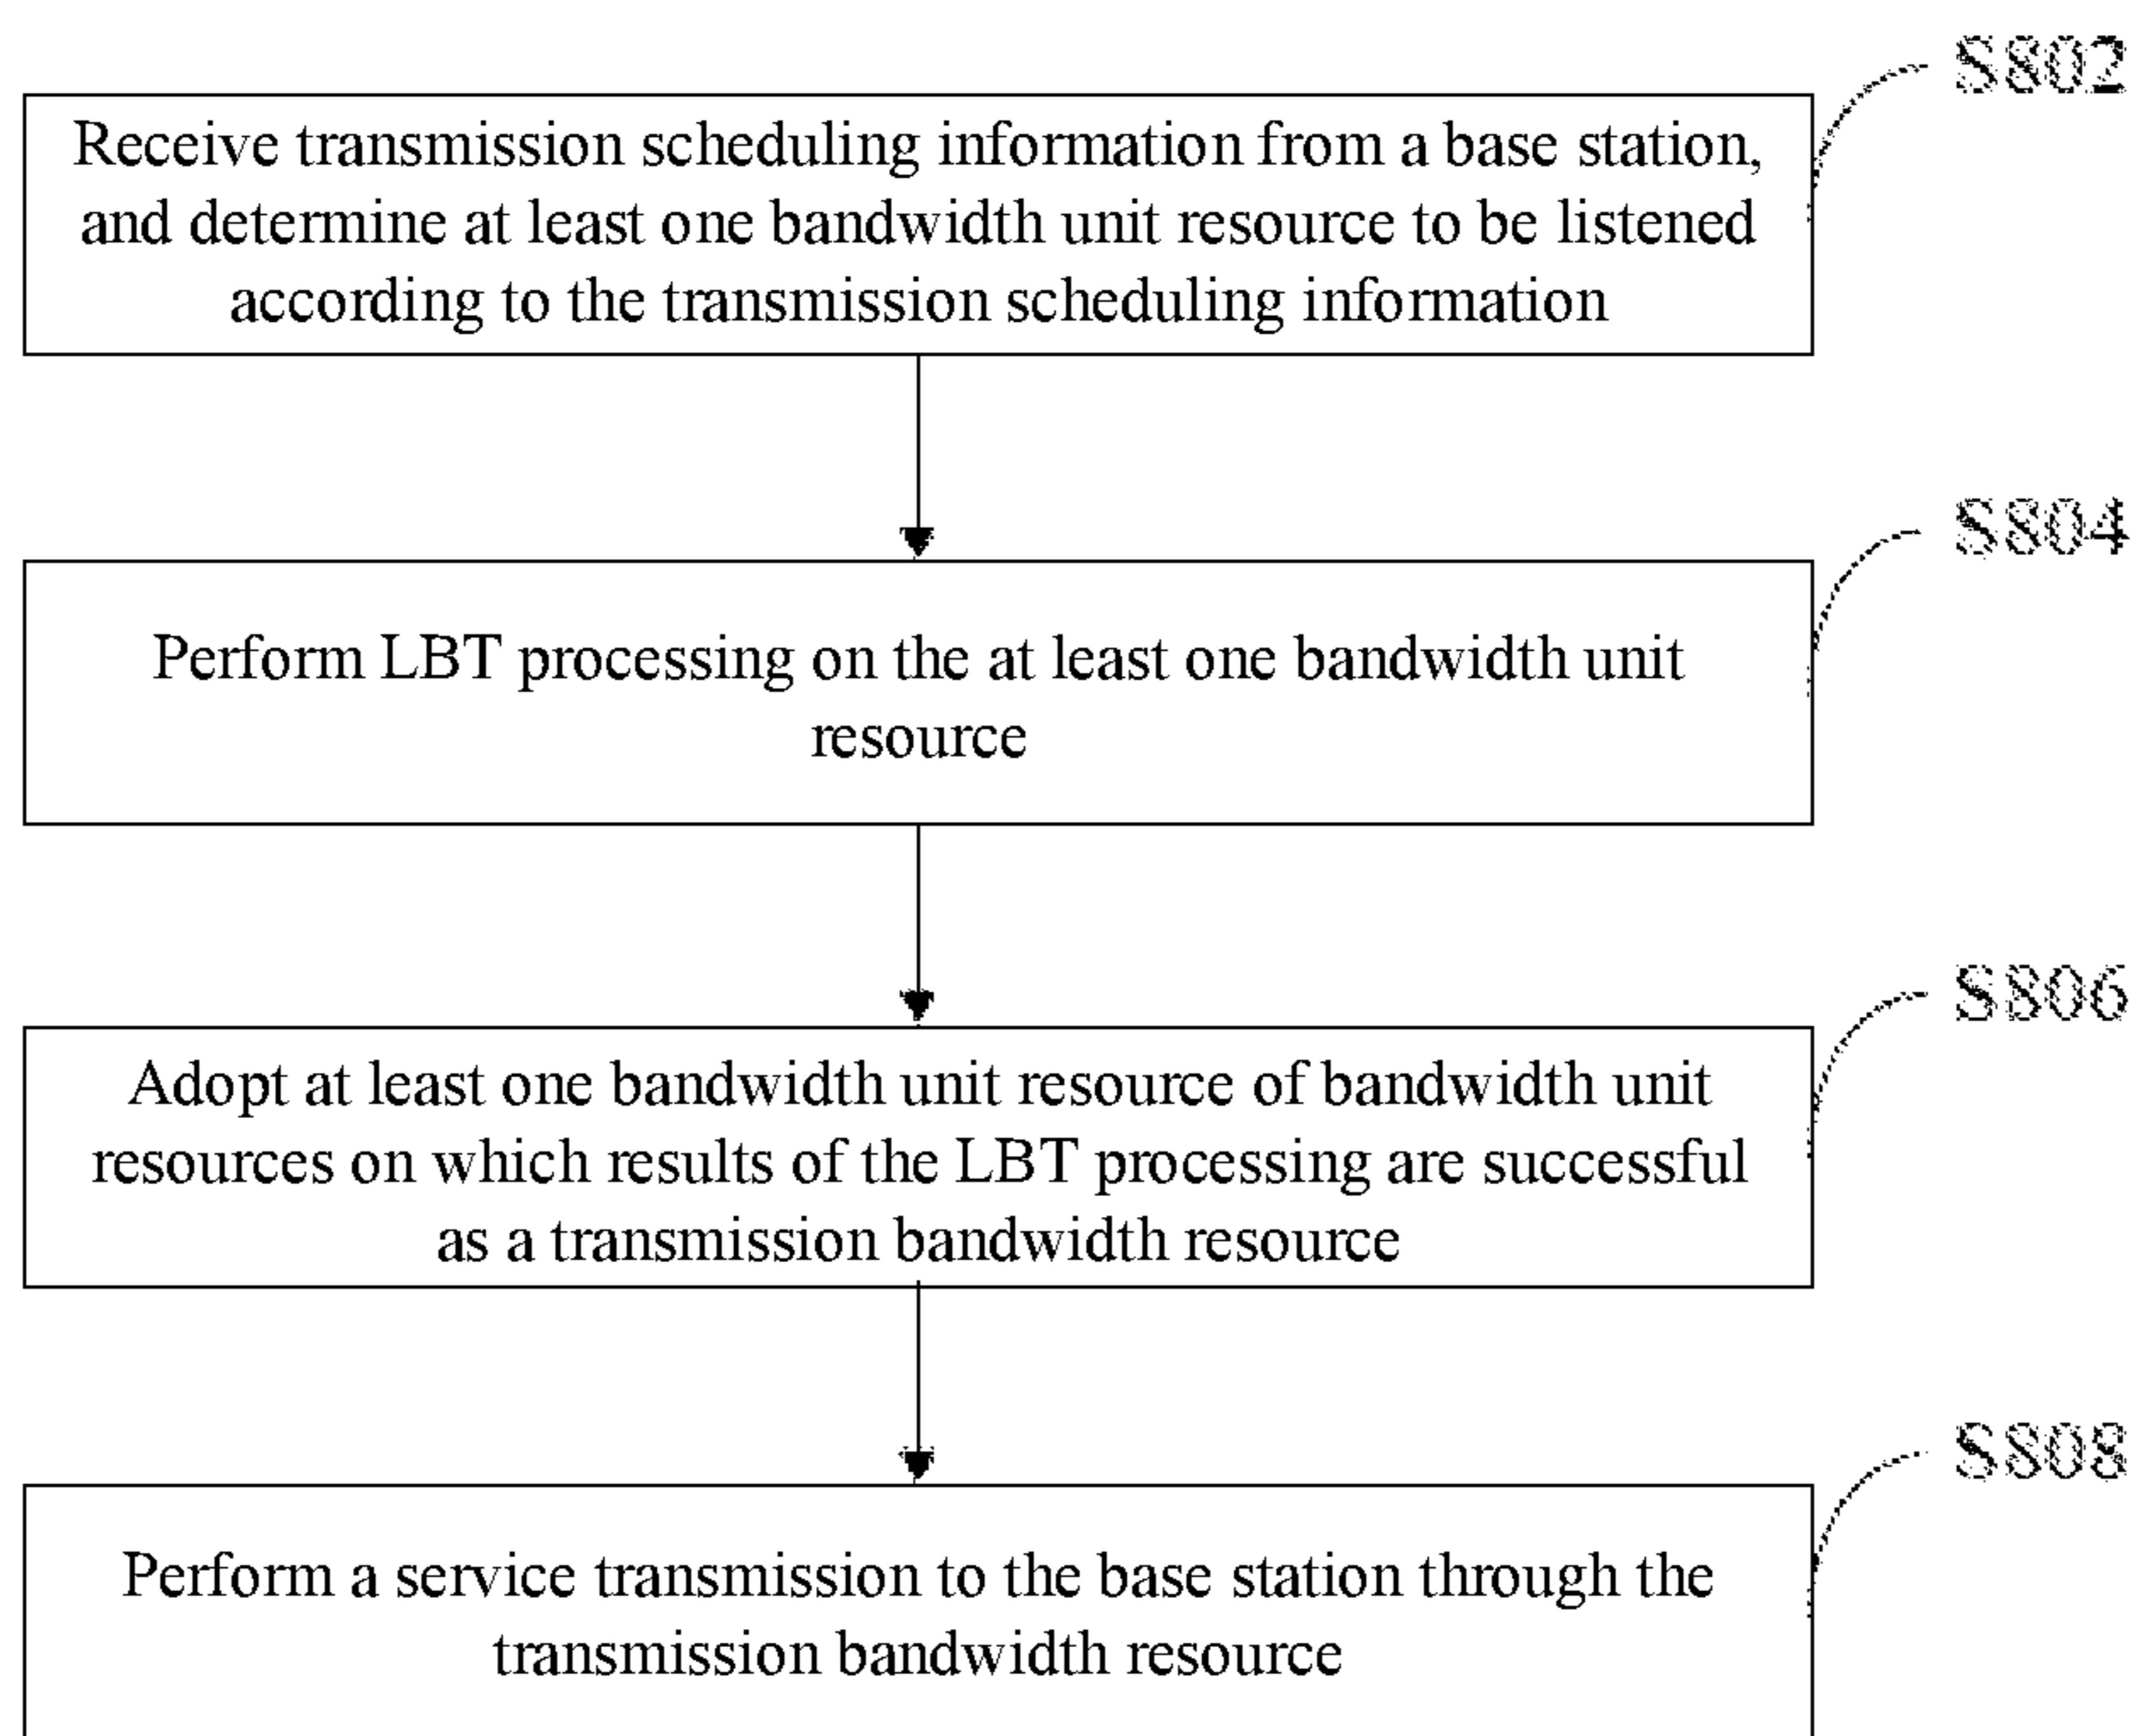 S802
Receive transmission scheduling information from a base station,
and determine at least one bandwidth unit resource to be listened
according to the transmission scheduling information
S804
Perform LBT processing on the at least one bandwidth unit
resource
S806
Adopt at least one bandwidth unit resource of bandwidth unit
resources on which results of the LBT processing are successful
as a transmission bandwidth resource
S808
Perform a service transmission to the base station through the
transmission bandwidth resource